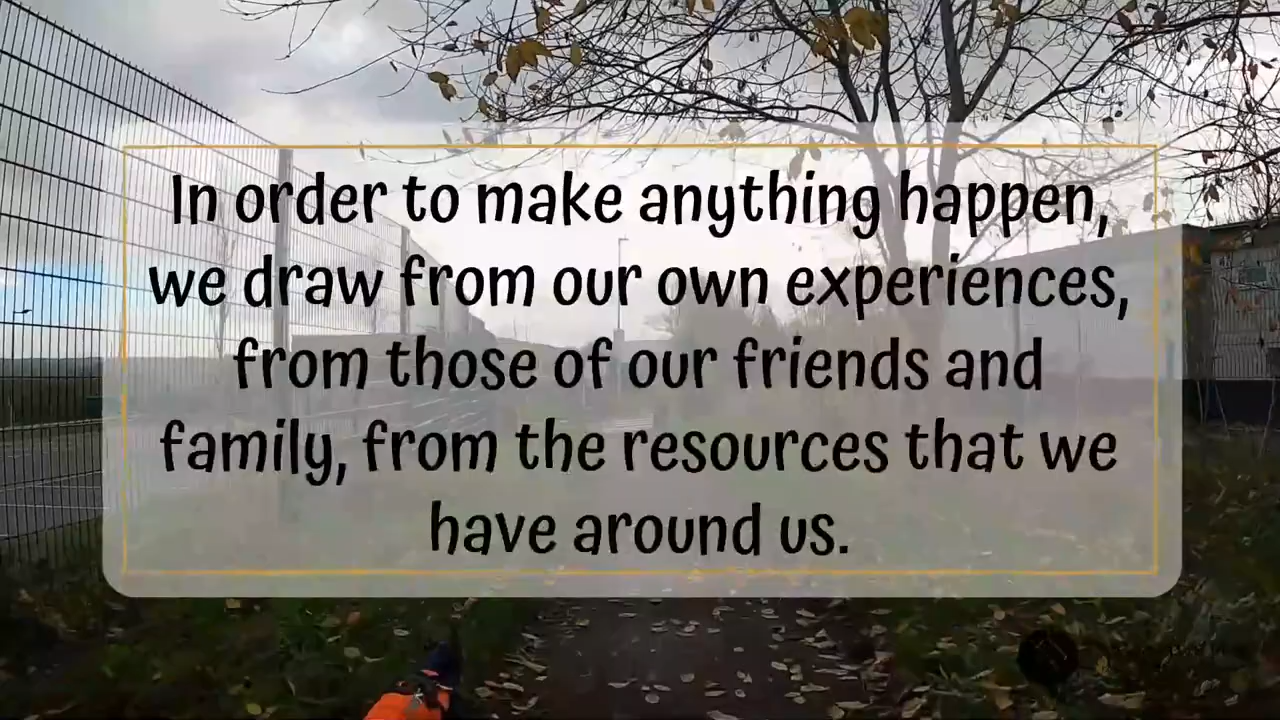 In order to make anything happen,
we draw from our own experiences,
from those of our friends and
family, from the resources that we
have around us.